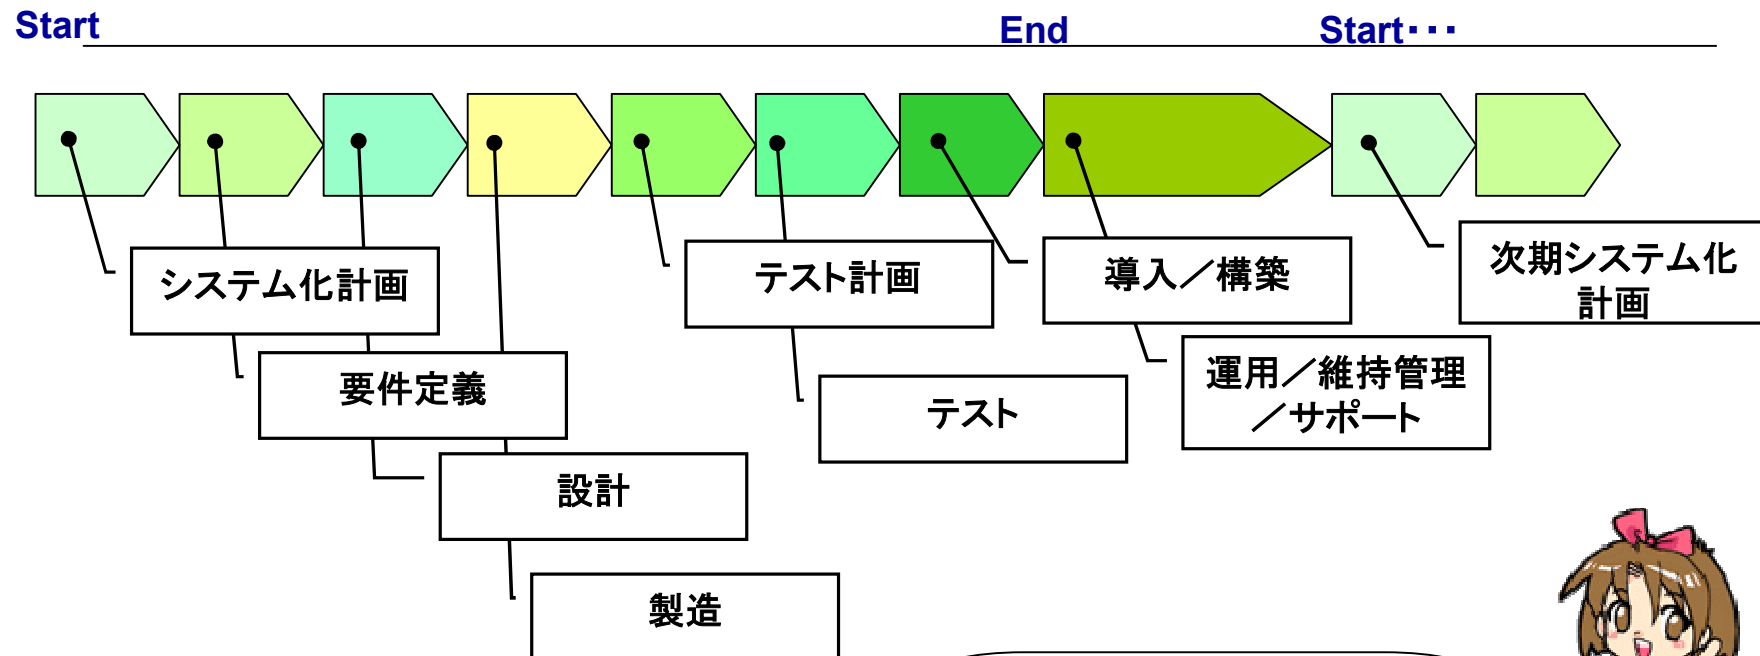 Start
End
Start・・・
システム化計画
要件定義
設計
製造
テスト計画
テスト
導入／構築
運用／維持管理
／サポート
次期システム化
計画